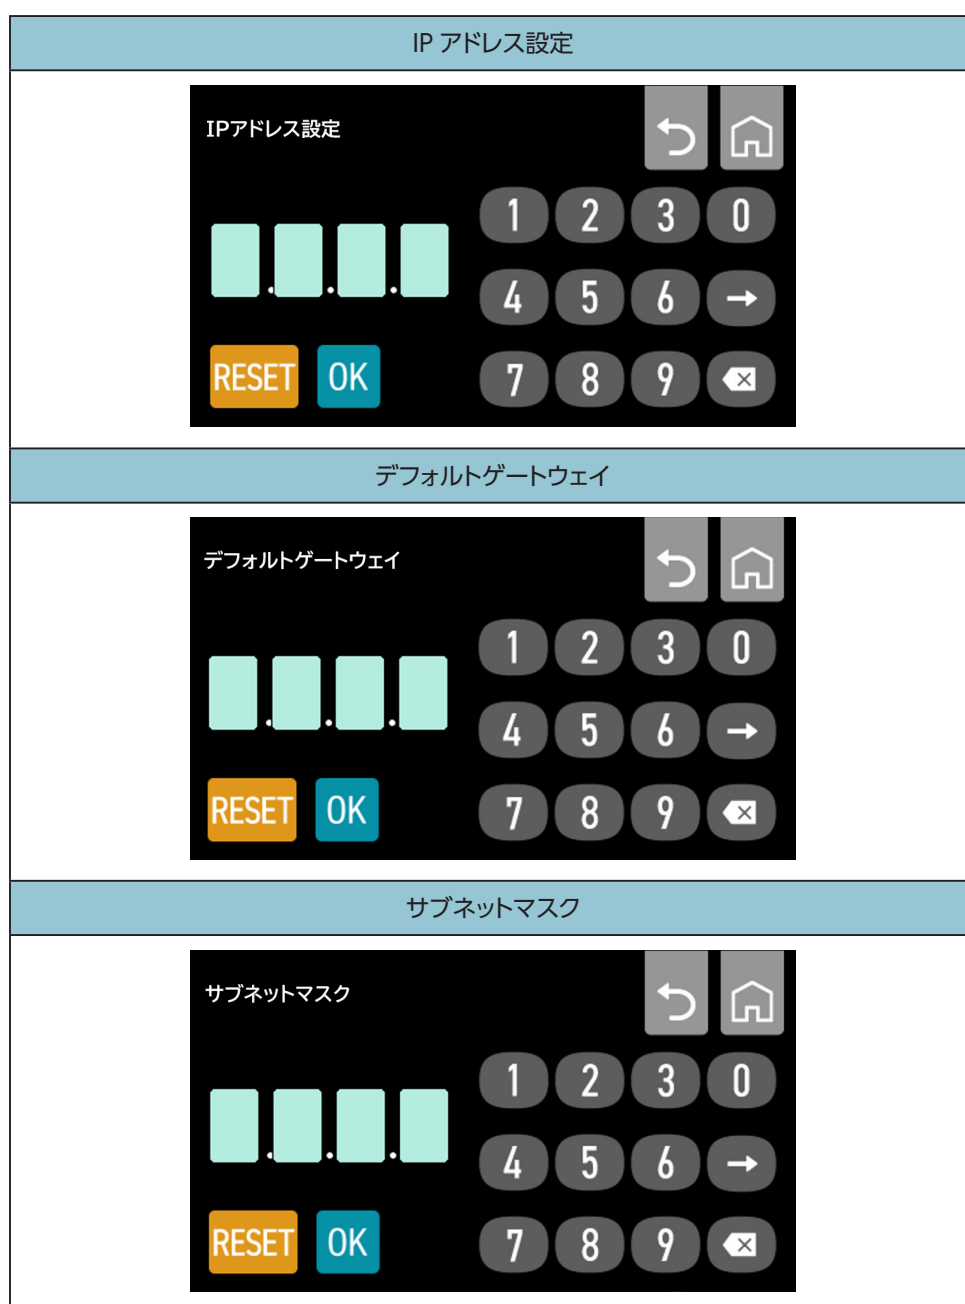 IP アドレス設定
IPアドレス設定
1 2 3 0
. . .
4 5 6 →
RESET OK 7 8 9
デフォルトゲートウェイ
デフォルトゲートウェイ
1 2 3 0
. . .
4 5 6 →
RESET OK 7 8 9
サブネットマスク
サブネットマスク
1 2 3 0
. . .
4 5 6 →
RESET OK 7 8 9